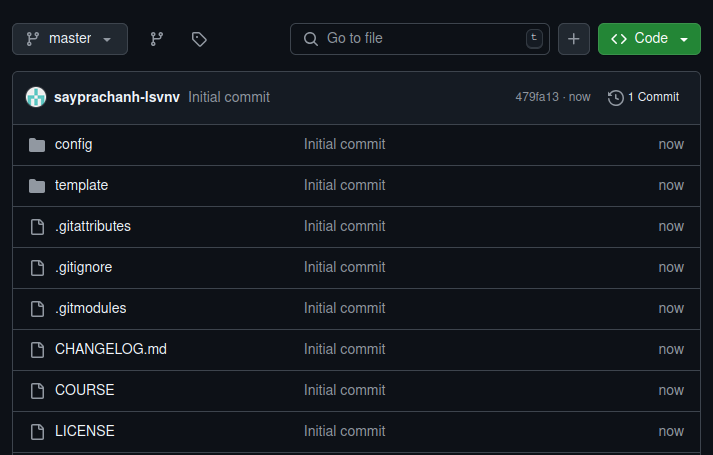 master Go to file t Code
sayprachanh-lsvnv Initial commit 479fa13 · now 1 Commit
config Initial commit now
template Initial commit now
.gitattributes Initial commit now
.gitignore Initial commit now
.gitmodules Initial commit now
CHANGELOG.md Initial commit now
COURSE Initial commit now
LICENSE Initial commit now